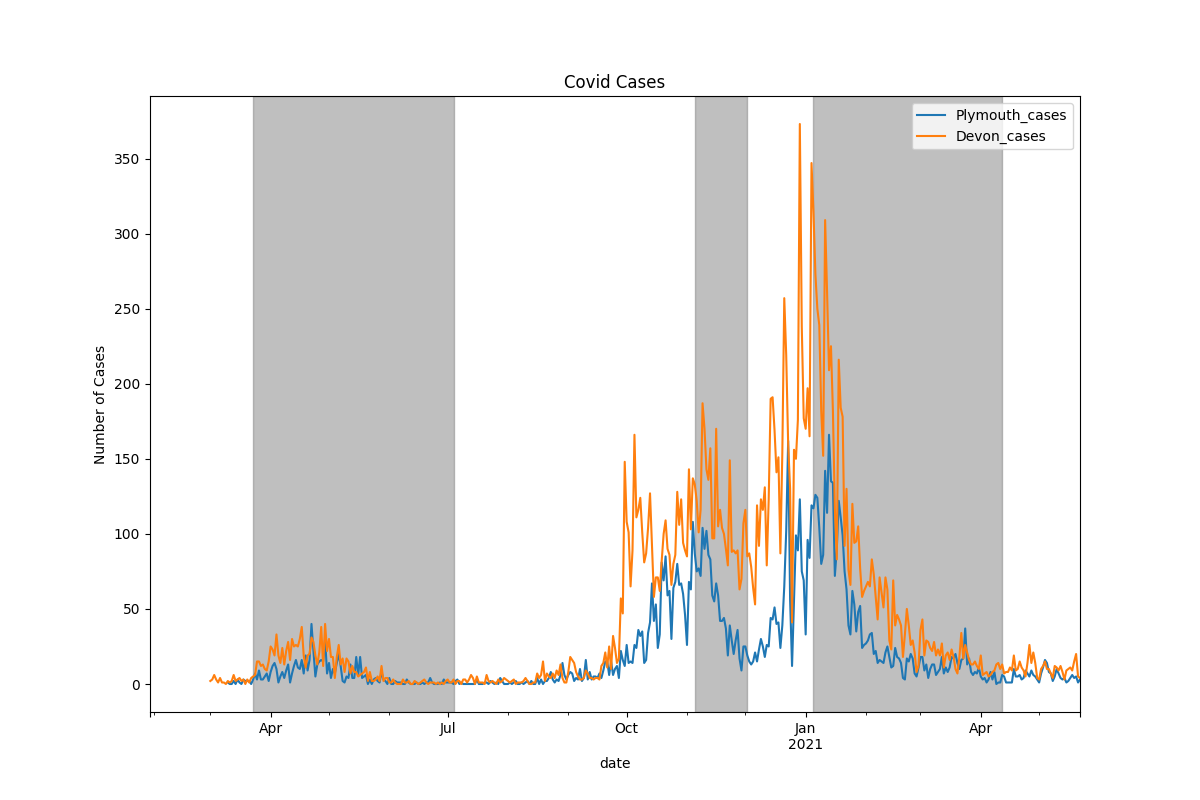 Covid Cases
Plymouth_cases
Devon_cases
Number of Cases
350
300
250
200
150
100
50
0
Apr
Jul
Oct
Jan
2021
Apr
date